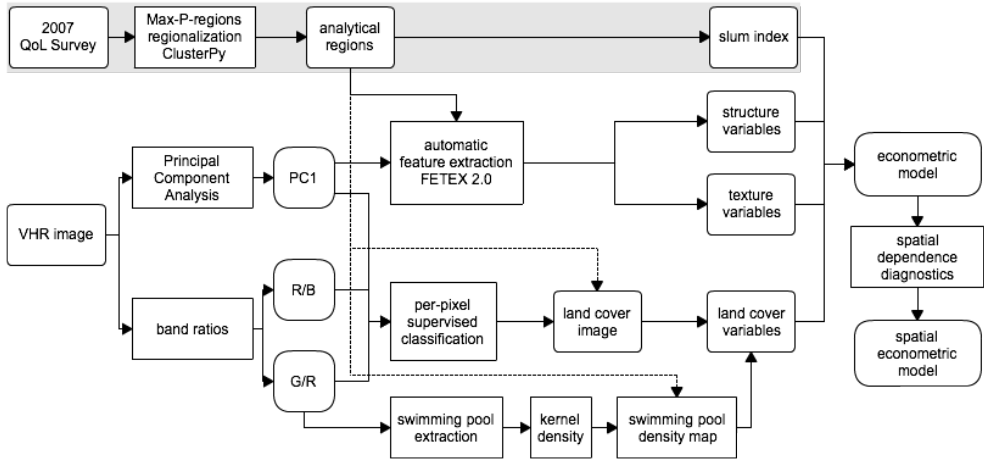 2007
QoL Survey
Max-P-regions
regionalization
ClusterPy
analytical
regions
slum index
structure
variables
automatic
feature extraction
FETEX 2.0
Principal
Component
Analysis
PC1
econometric
model
texture
variables
VHR image
spatial
dependence
diagnostics
R/B
band ratios
per-pixel
supervised
classification
land cover
image
land cover
variables
spatial
econometric
model
G/R
swimming pool
extraction
kernel
density
swimming pool
density map